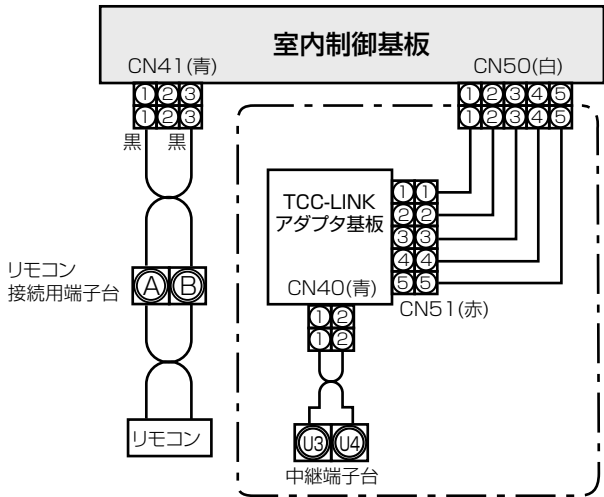 室内制御基板
CN41(青)
CN50(白)
①②③
①②③
①②③④⑤
①②③④⑤
黒 黒
TCC-LINK
アダプタ基板
①①
②②
③③
④④
⑤⑤
CN40(青)
CN51(赤)
①②
①②
リモコン
接続用端子台
A B
リモコン
U3 U4
中継端子台